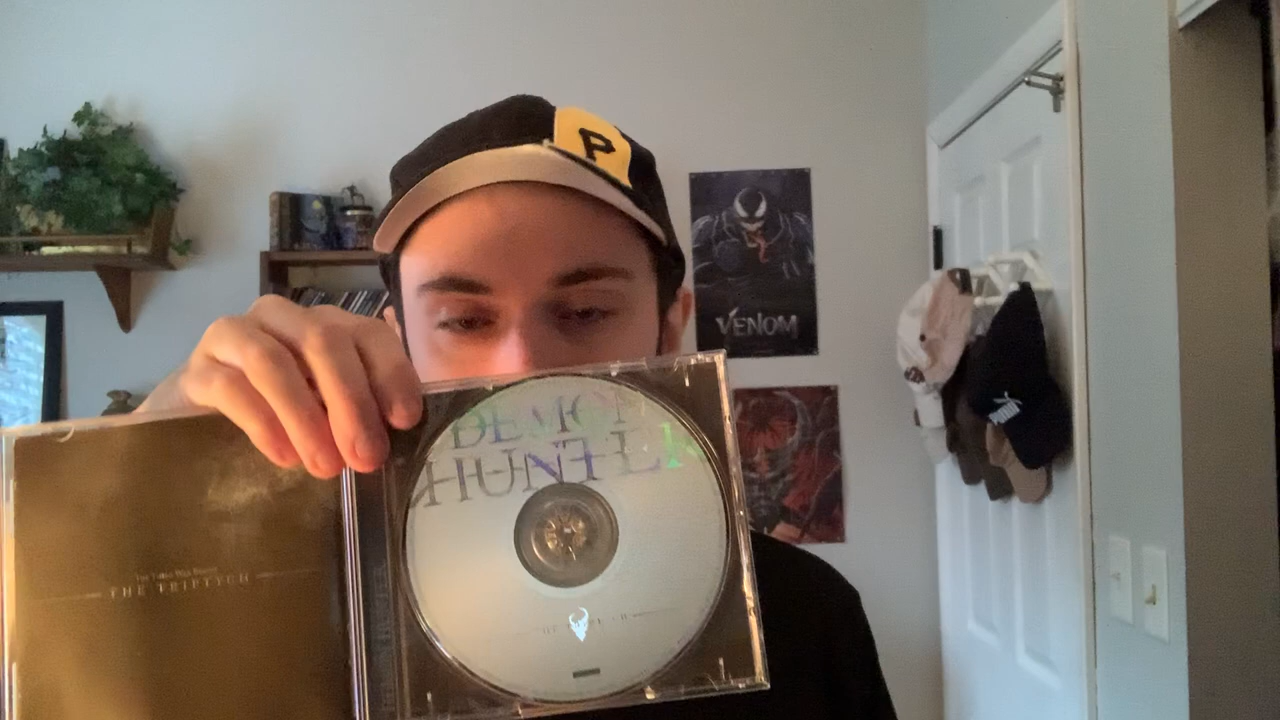 P
VENOM
PUMA
DEMON
HUNTER
THE TRIPTYCH